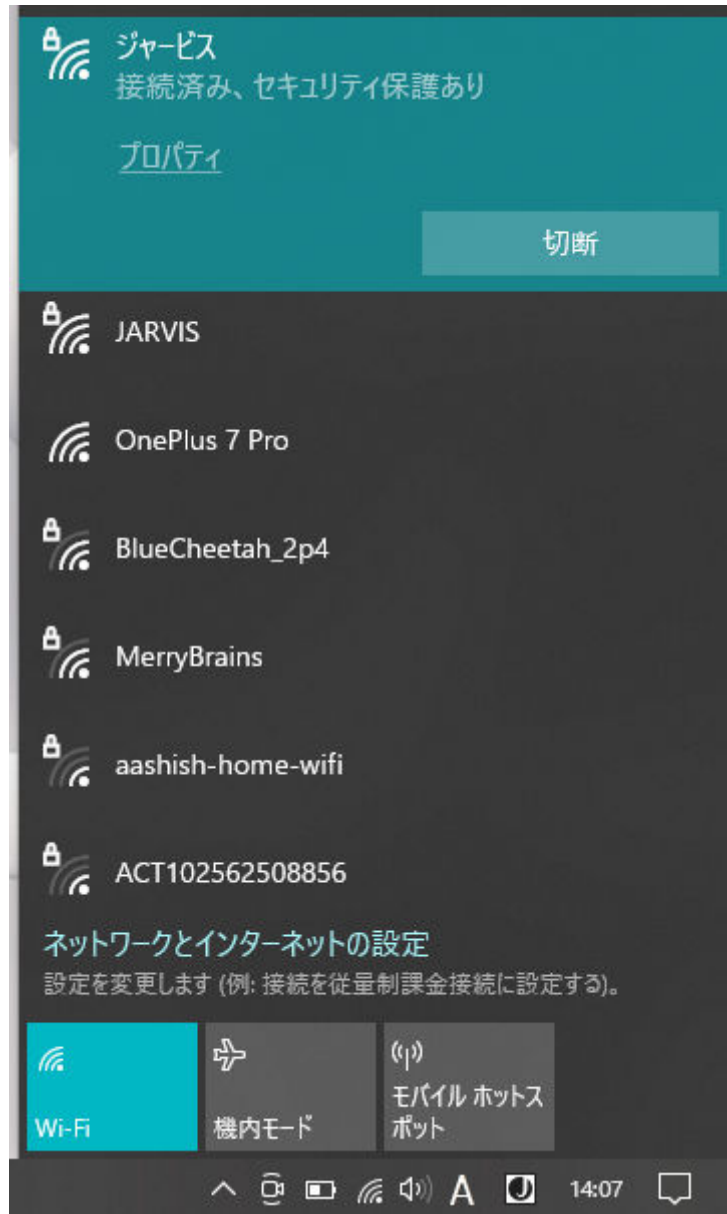 ジャービス
接続済み、セキュリティ保護あり
プロパティ
切断
JARVIS
OnePlus 7 Pro
BlueCheetah_2p4
MerryBrains
aashish-home-wifi
ACT102562508856
ネットワークとインターネットの設定
設定を変更します (例: 接続を従量制課金接続に設定する)。
Wi-Fi
機内モード
モバイル ホットス
ポット
A
J
14:07